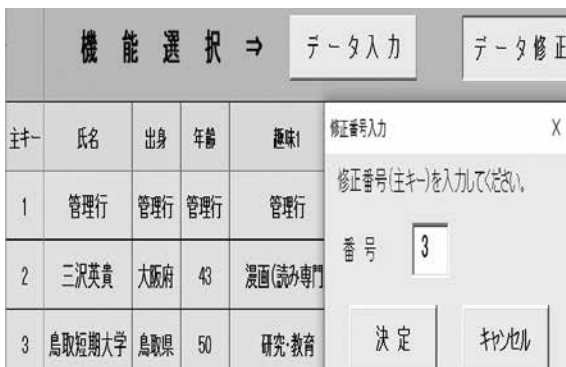 機能選択 ⇒ データ入力 データ修正
主キー 氏名 出身 年齢 趣味1
1 管理行 管理行 管理行 管理行
2 三沢英貴 大阪府 43 漫画(読み専門
3 鳥取短期大学 鳥取県 50 研究・教育
修正番号入力 X
修正番号(主キー)を入力してください。
番号 3
決定 キャンセル